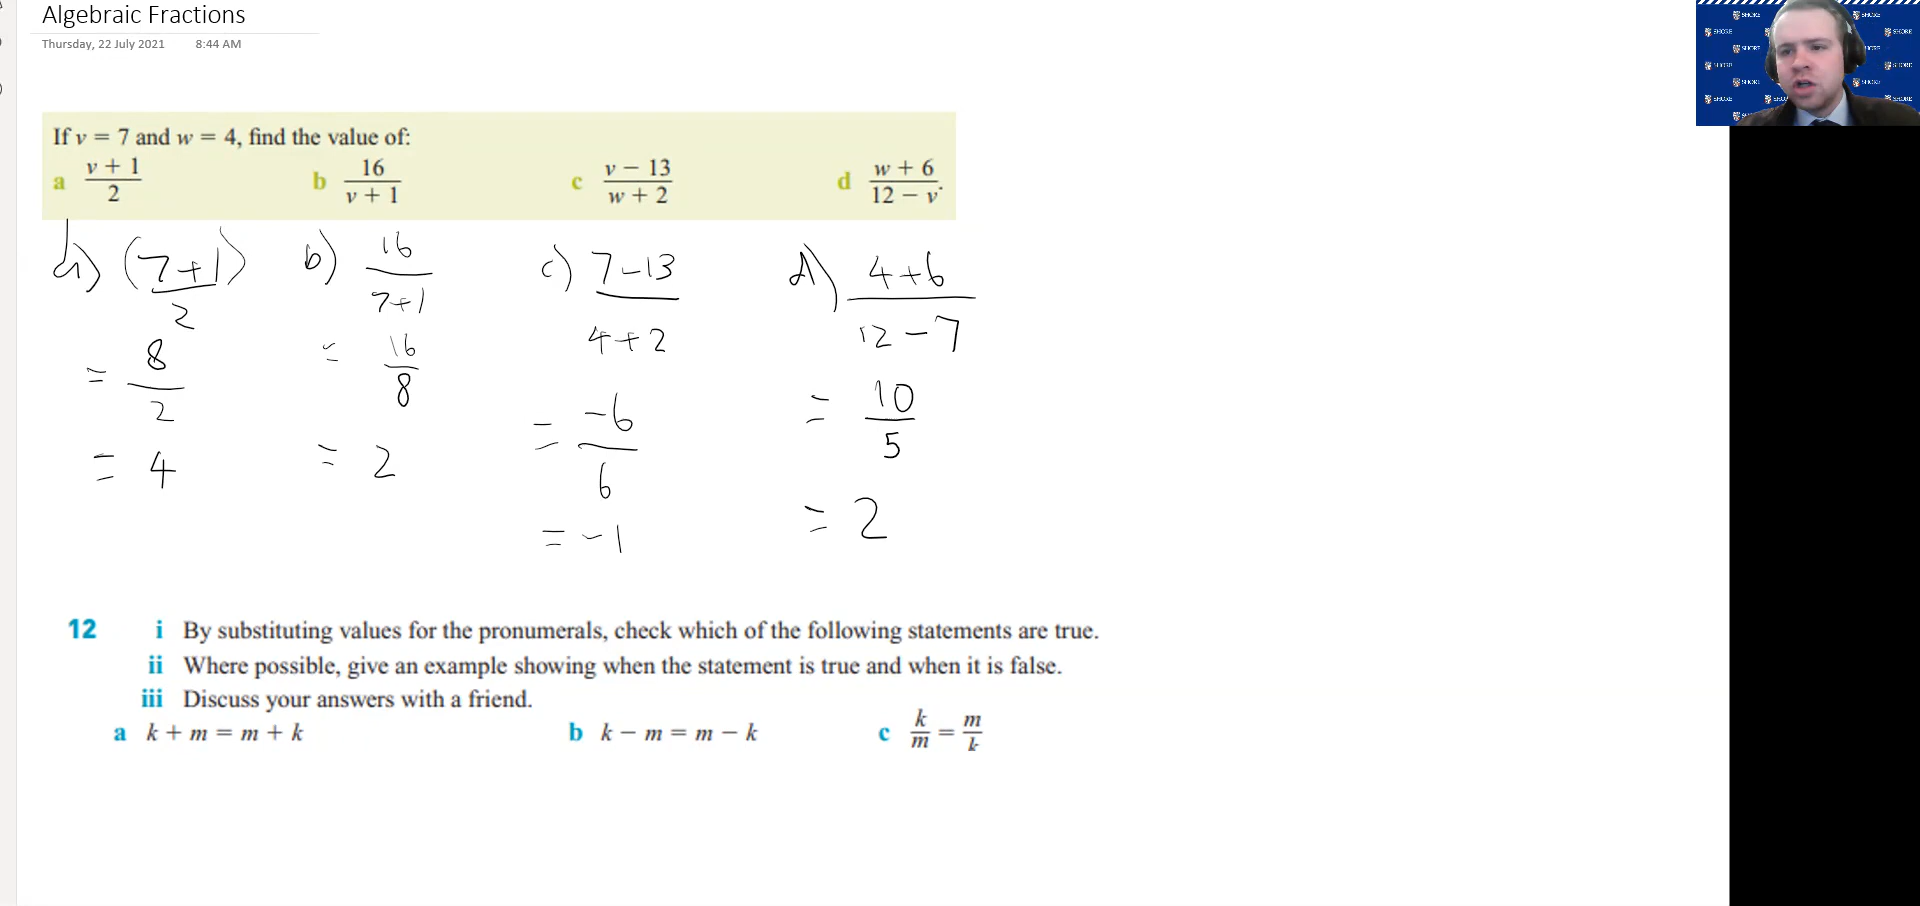 Algebraic Fractions
Thursday, 22 July 2021 8:44 AM
If v = 7 and w = 4, find the value of:
a (v + 1)/2 b 16/(v + 1) c (v − 13)/(w + 2) d (w + 6)/(12 − v).
a) (7+1)/2
= 8/2
= 4
b) 16/(7+1)
= 16/8
= 2
c) (7−13)/(4+2)
= −6/6
= −1
d) (4+6)/(12−7)
= 10/5
= 2
12 i By substituting values for the pronumerals, check which of the following statements are true.
ii Where possible, give an example showing when the statement is true and when it is false.
iii Discuss your answers with a friend.
a k + m = m + k b k − m = m − k c k/m = m/k
SHORE